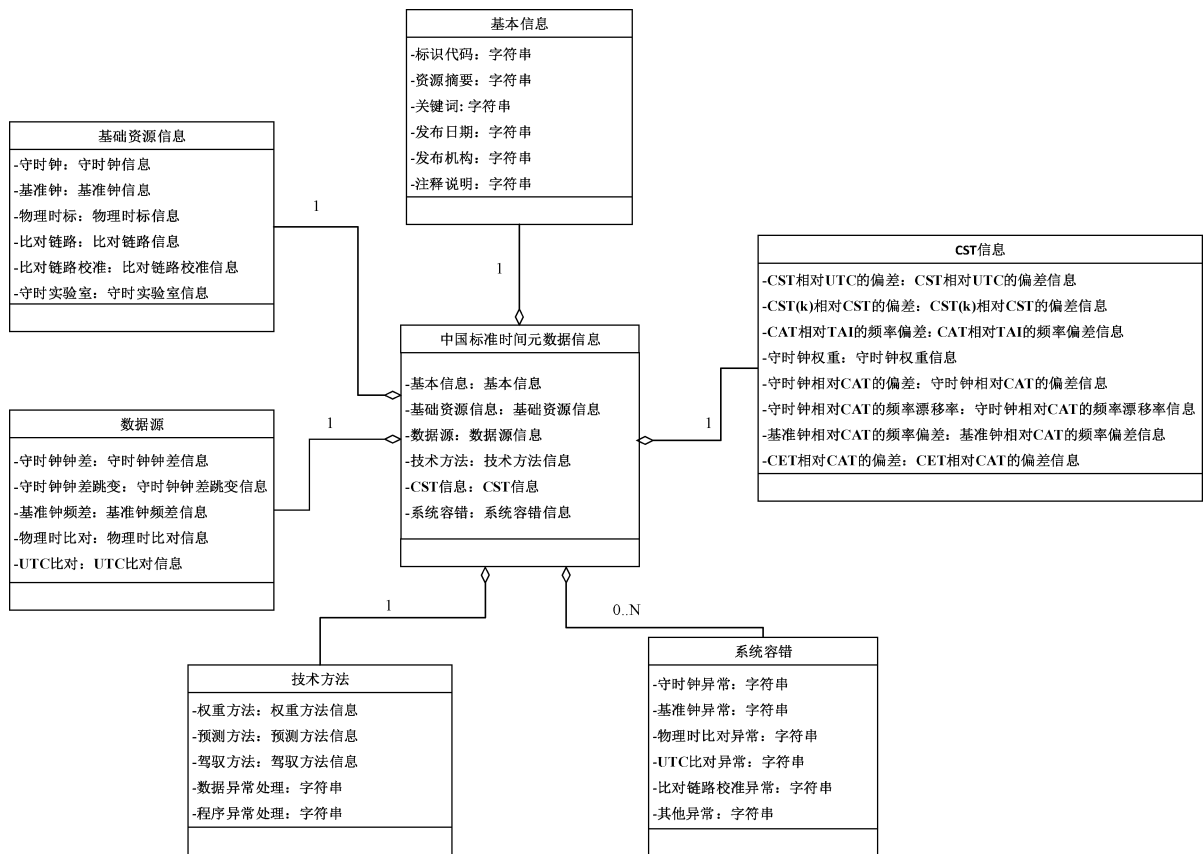 基本信息
-标识代码：字符串
-资源摘要：字符串
-关键词: 字符串
-发布日期：字符串
-发布机构：字符串
-注释说明：字符串
基础资源信息
-守时钟：守时钟信息
-基准钟：基准钟信息
-物理时标：物理时标信息
-比对链路：比对链路信息
-比对链路校准：比对链路校准信息
-守时实验室：守时实验室信息
1
1
CST信息
-CST相对UTC的偏差：CST相对UTC的偏差信息
-CST(k)相对CST的偏差：CST(k)相对CST的偏差信息
-CAT相对TAI的频率偏差：CAT相对TAI的频率偏差信息
-守时钟权重：守时钟权重信息
-守时钟相对CAT的偏差：守时钟相对CAT的偏差信息
-守时钟相对CAT的频率漂移率：守时钟相对CAT的频率漂移率信息
-基准钟相对CAT的频率偏差：基准钟相对CAT的频率偏差信息
-CET相对CAT的偏差：CET相对CAT的偏差信息
中国标准时间元数据信息
-基本信息：基本信息
-基础资源信息：基础资源信息
-数据源：数据源信息
-技术方法：技术方法信息
-CST信息：CST信息
-系统容错：系统容错信息
1
1
数据源
-守时钟钟差：守时钟钟差信息
-守时钟钟差跳变：守时钟钟差跳变信息
-基准钟频差：基准钟频差信息
-物理时比对：物理时比对信息
-UTC比对：UTC比对信息
1
0..N
技术方法
-权重方法：权重方法信息
-预测方法：预测方法信息
-驾驭方法：驾驭方法信息
-数据异常处理：字符串
-程序异常处理：字符串
系统容错
-守时钟异常：字符串
-基准钟异常：字符串
-物理时比对异常：字符串
-UTC比对异常：字符串
-比对链路校准异常：字符串
-其他异常：字符串